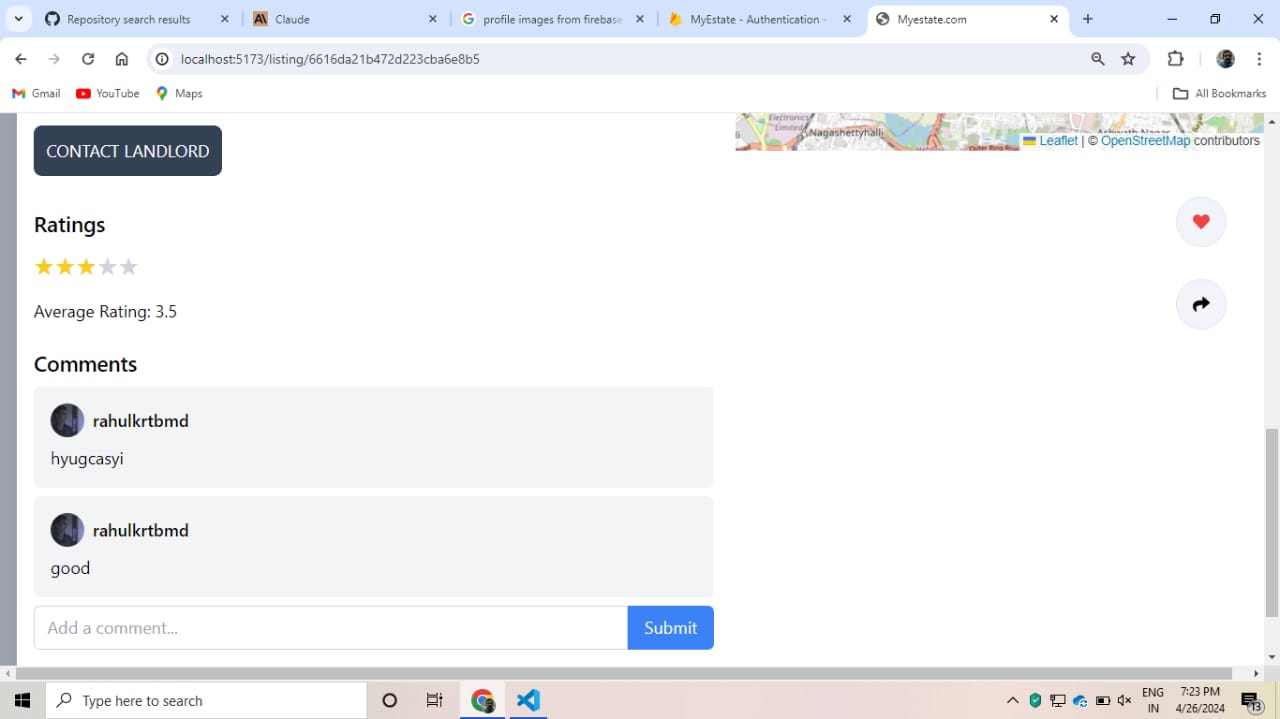 Repository search results
Claude
profile images from firebase
MyEstate - Authentication -
Myestate.com
localhost:5173/listing/6616da21b472d223cba6e8b5
Gmail
YouTube
Maps
All Bookmarks
CONTACT LANDLORD
Electronics
Limited
Nagashettyhalli
Ashwath Nagar
Leaflet | © OpenStreetMap contributors
Ratings
Average Rating: 3.5
Comments
rahulkrtbmd
hyugcasyi
rahulkrtbmd
good
Add a comment...
Submit
Type here to search
ENG
IN
7:23 PM
4/26/2024
13